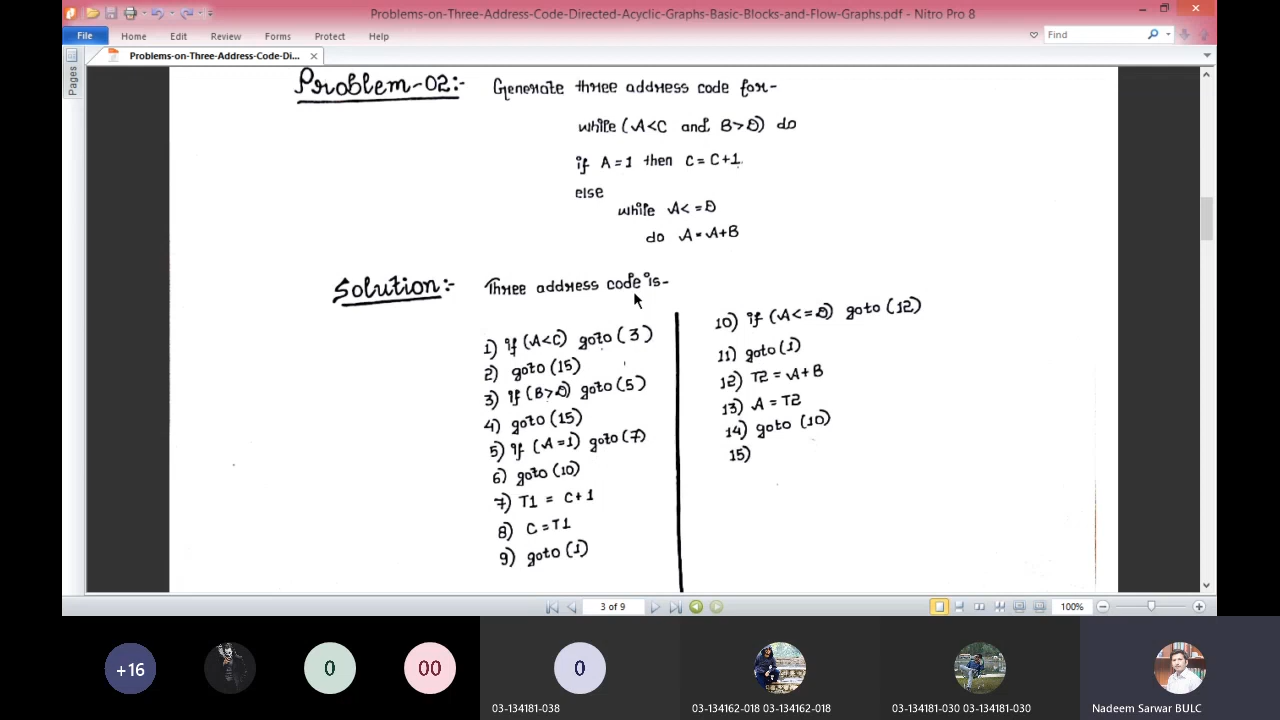 Problems-on-Three-Address-Code-Directed-Acyclic-Graphs-Basic-Blocks-and-Flow-Graphs.pdf - Nitro Pro 8
File Home Edit Review Forms Protect Help Find
Problems-on-Three-Address-Code-Di...
Pages
Problem-02:- Generate three address code for-
while (A<C and B>D) do
if A=1 then C=C+1
else
while A<=D
do A=A+B
Solution:- Three address code is-
1) if (A<C) goto (3)
2) goto (15)
3) if (B>D) goto (5)
4) goto (15)
5) if (A=1) goto (7)
6) goto (10)
7) T1 = C+1
8) C=T1
9) goto (1)
10) if (A<=D) goto (12)
11) goto (1)
12) T2 = A+B
13) A = T2
14) goto (10)
15)
3 of 9
100%
+16
0
00
0
03-134181-038
03-134162-018 03-134162-018
03-134181-030 03-134181-030
Nadeem Sarwar BULC